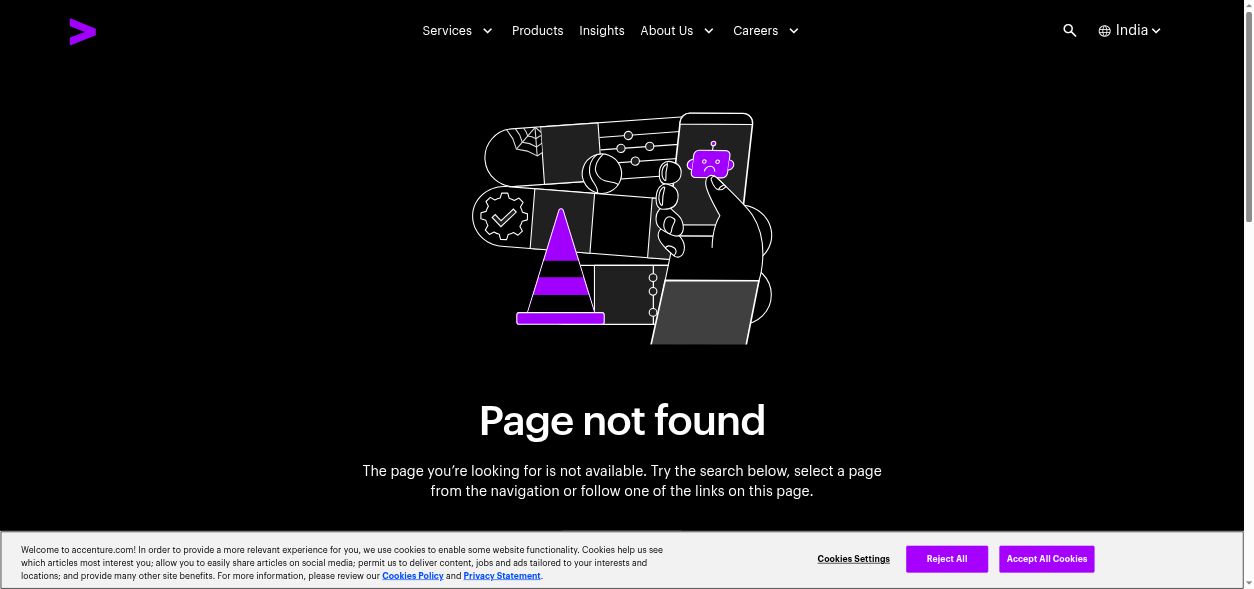 Services
Products
Insights
About Us
Careers
India
Page not found
The page you're looking for is not available. Try the search below, select a page
from the navigation or follow one of the links on this page.
Welcome to accenture.com! In order to provide a more relevant experience for you, we use cookies to enable some website functionality. Cookies help us see
which articles most interest you; allow you to easily share articles on social media; permit us to deliver content, jobs and ads tailored to your interests and
locations; and provide many other site benefits. For more information, please review our Cookies Policy and Privacy Statement.
Cookies Settings
Reject All
Accept All Cookies